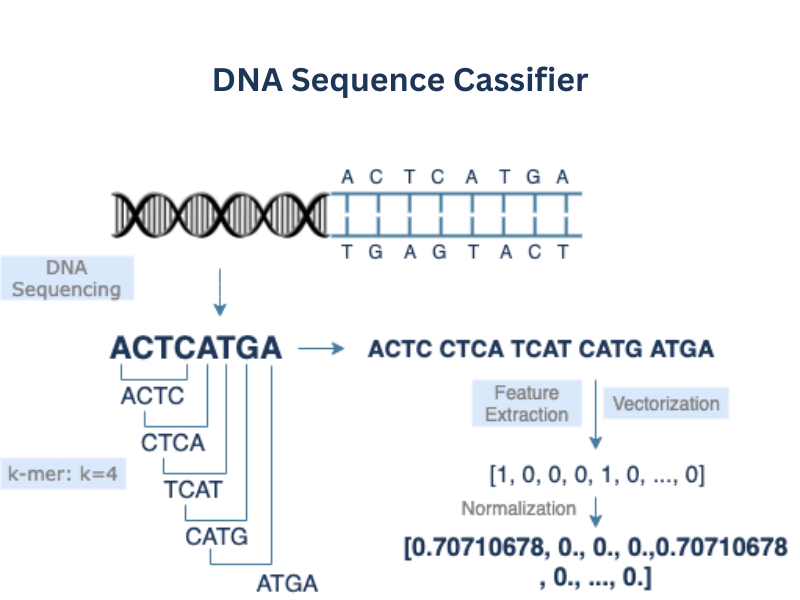 DNA Sequence Cassifier
A C T C A T G A
T G A G T A C T
DNA
Sequencing
ACTCATGA
ACTC CTCA TCAT CATG ATGA
ACTC
Feature
Extraction
Vectorization
CTCA
k-mer: k=4
[1, 0, 0, 0, 1, 0, ..., 0]
TCAT
Normalization
CATG
[0.70710678, 0., 0., 0.,0.70710678
, 0., ..., 0.]
ATGA